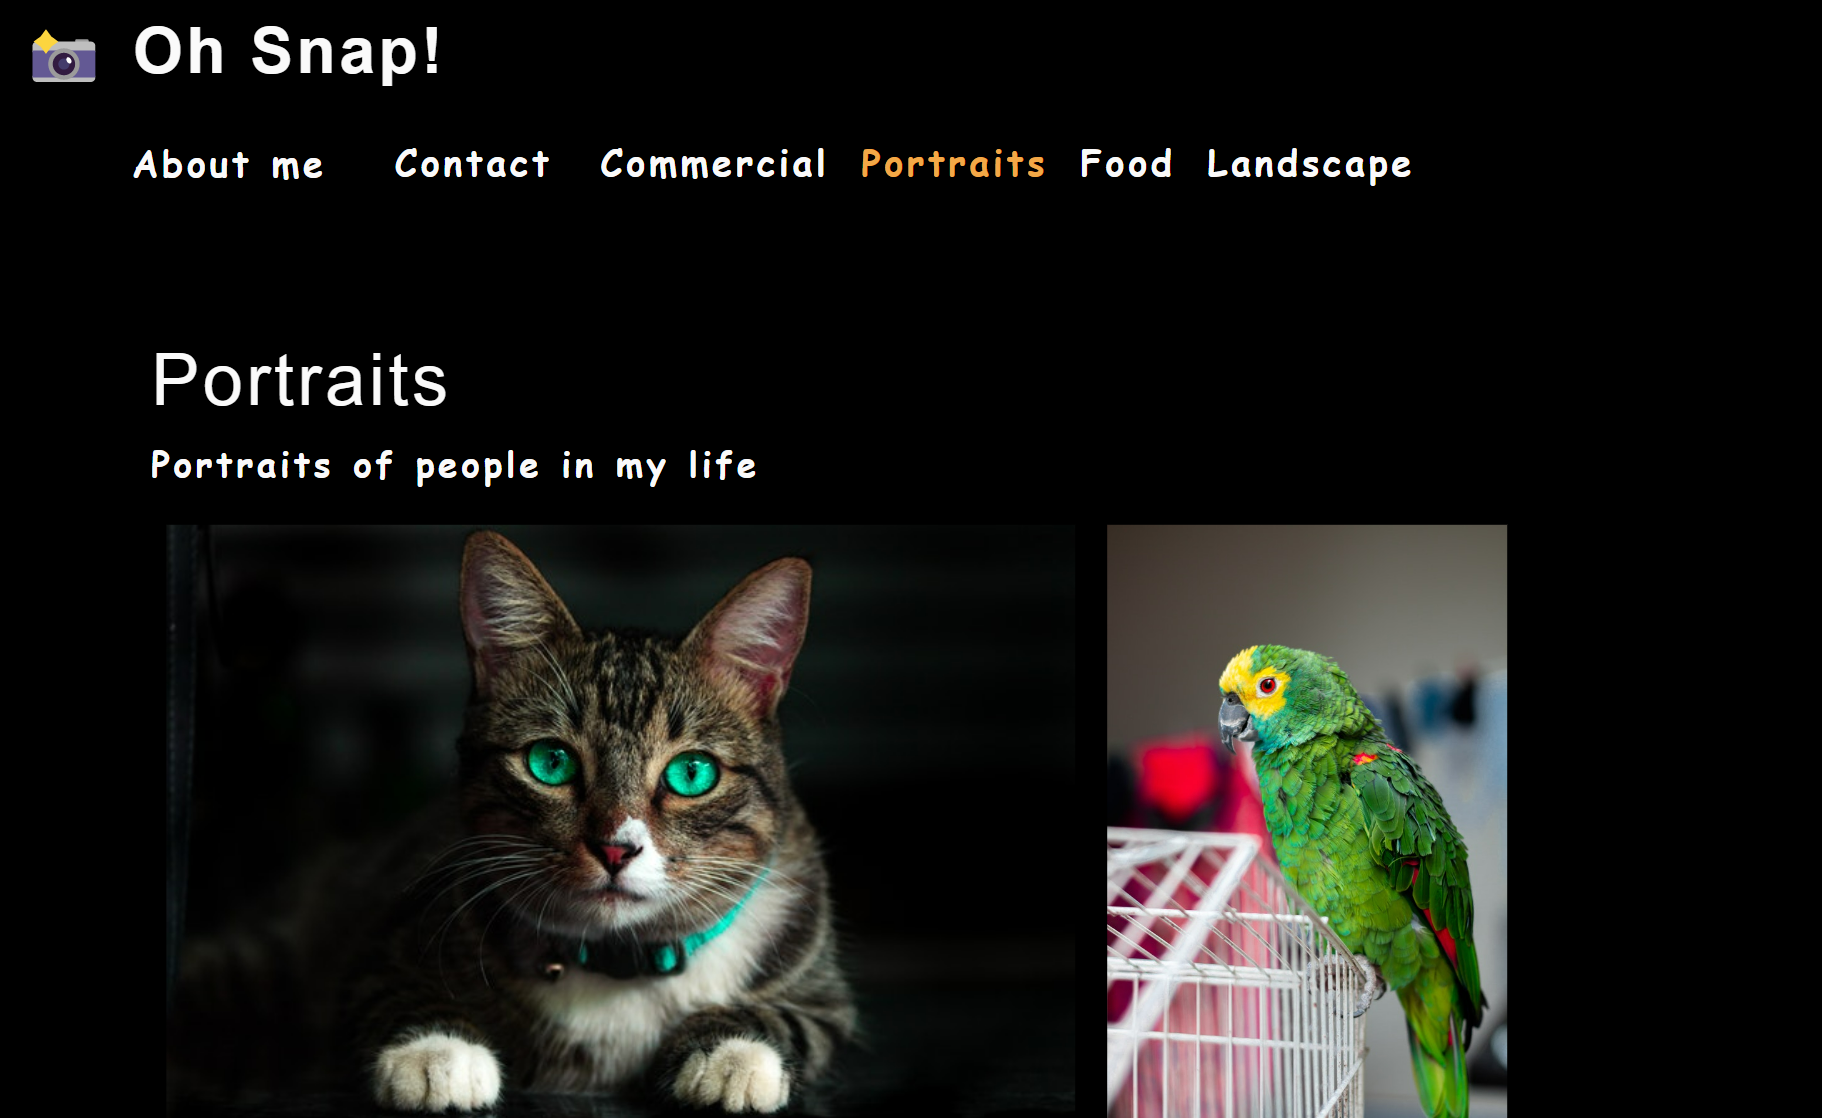 Oh Snap!
About me Contact Commercial Portraits Food Landscape
Portraits
Portraits of people in my life